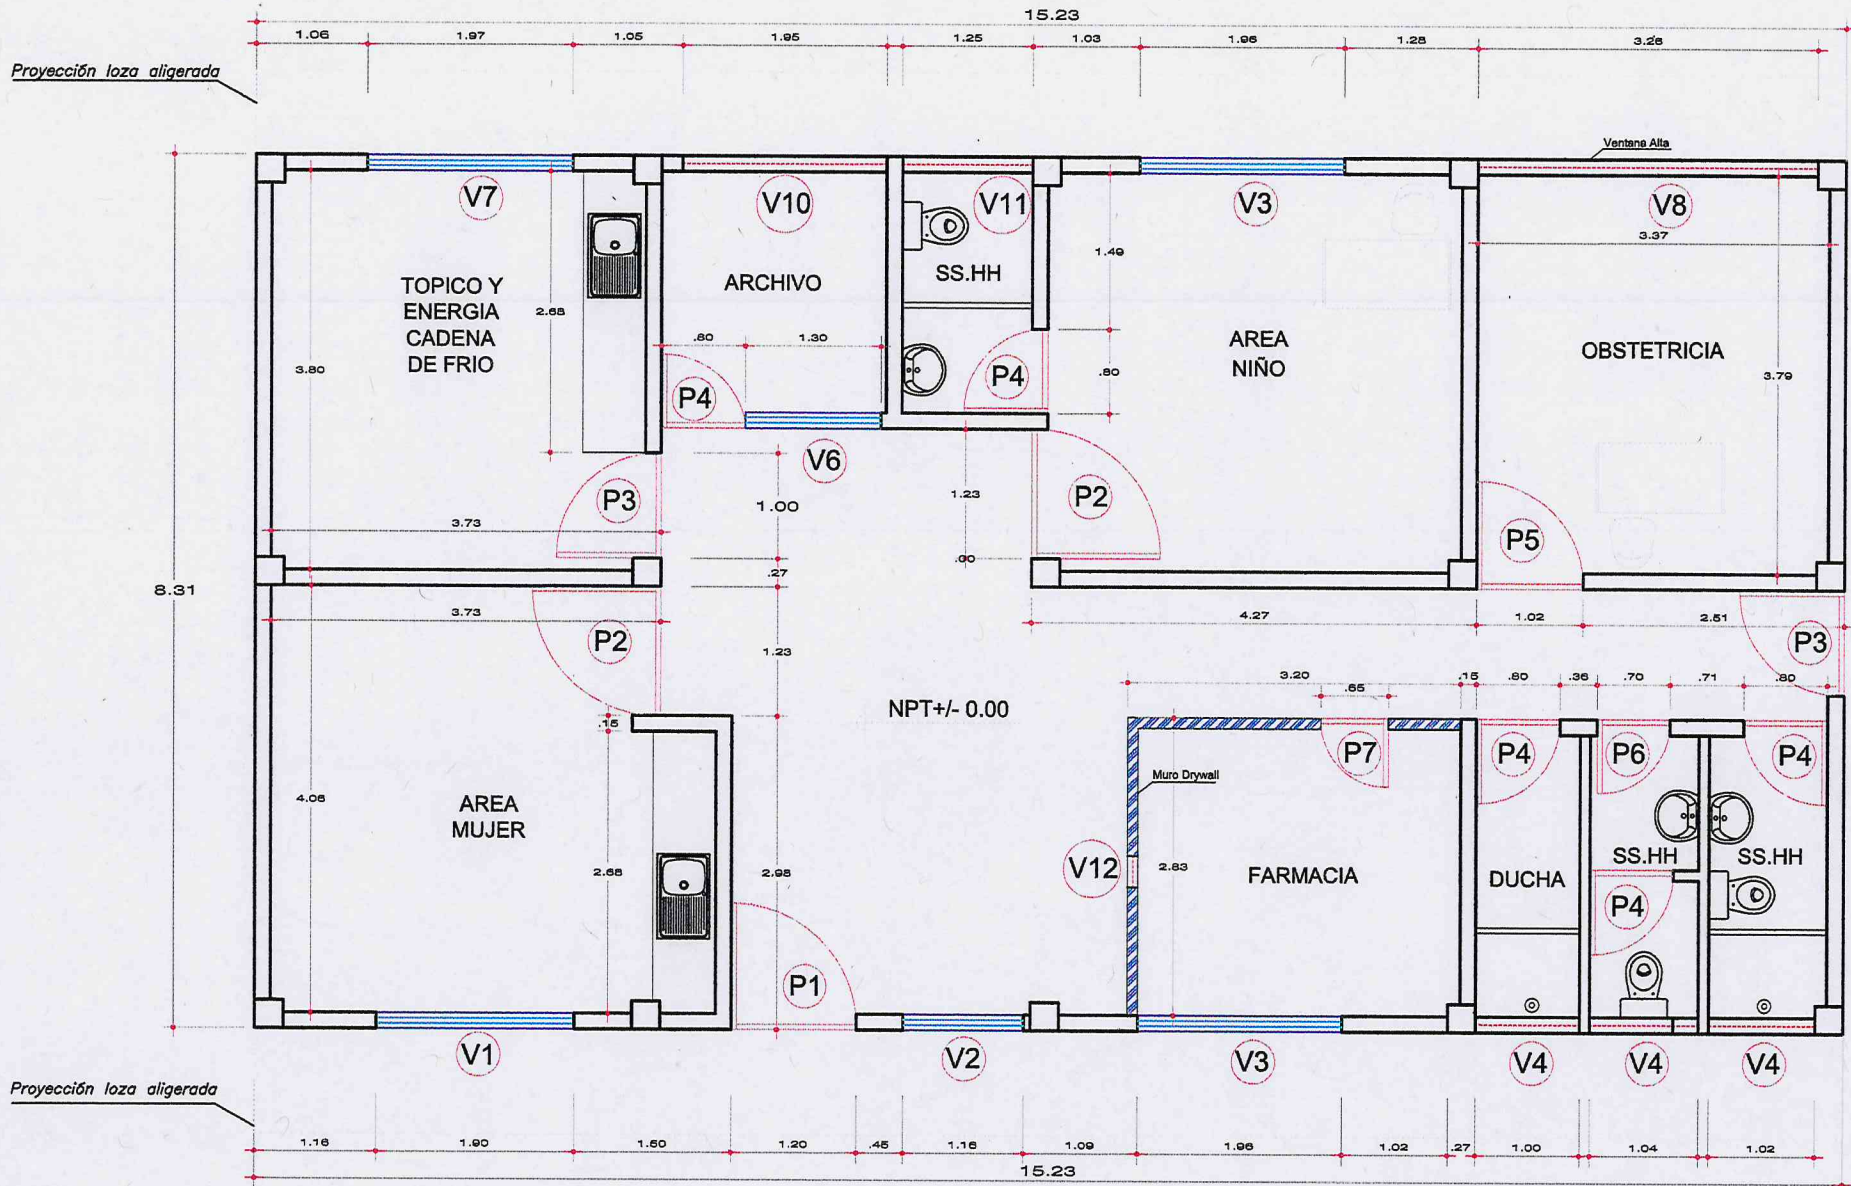 15.23
1.06 1.97 1.05 1.95 1.25 1.03 1.96 1.28 3.28
Proyección loza aligerada
Ventana Alta
V7 V10 V11 V3 V8
3.37
1.49
TOPICO Y
ENERGIA
CADENA
DE FRIO
2.68
ARCHIVO
SS.HH
AREA
NIÑO
OBSTETRICIA
3.80
.80 1.30
.80
3.79
P4 P4
V6
P3
1.00
1.23
P2
P5
3.73
.27
.00
8.31
3.73
P2
1.23
4.27 1.02 2.51
P3
3.20 .65 .15 .80 .36 .70 .71 .80
NPT+/- 0.00
.15
P7 P4 P6 P4
Muro Drywall
4.06
AREA
MUJER
2.68
2.98
V12
2.83
FARMACIA
DUCHA
SS.HH SS.HH
P4
P1
V1 V2 V3 V4 V4 V4
Proyección loza aligerada
1.16 1.90 1.50 1.20 .45 1.16 1.09 1.96 1.02 .27 1.00 1.04 1.02
15.23